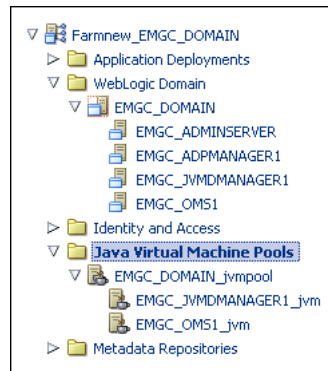 Farmnew_EMGC_DOMAIN
Application Deployments
WebLogic Domain
EMGC_DOMAIN
EMGC_ADMINSERVER
EMGC_ADPMANAGER1
EMGC_JVMDMANAGER1
EMGC_OMS1
Identity and Access
Java Virtual Machine Pools
EMGC_DOMAIN_jvmpool
EMGC_JVMDMANAGER1_jvm
EMGC_OMS1_jvm
Metadata Repositories